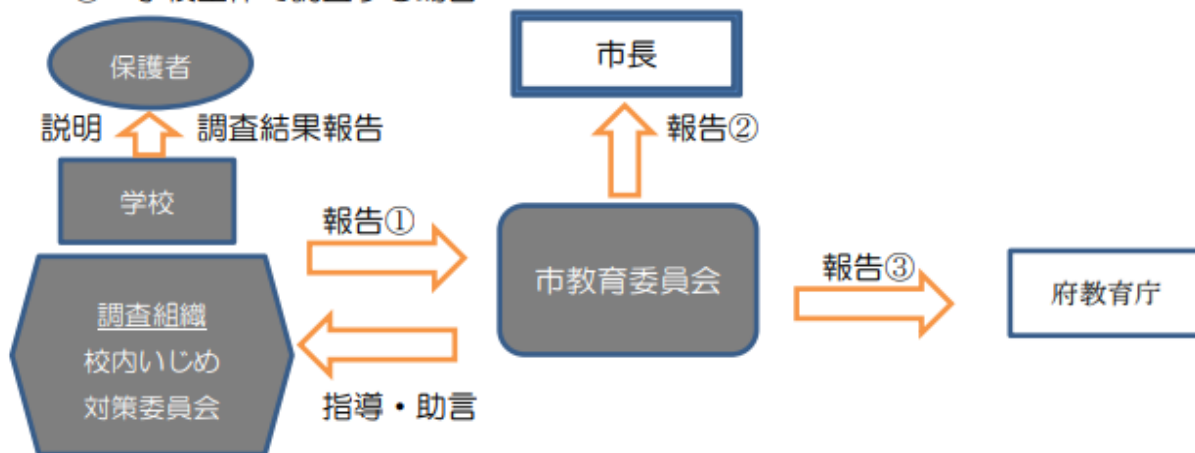 保護者
市長
説明
調査結果報告
報告②
学校
報告①
市教育委員会
報告③
府教育庁
調査組織
校内いじめ
対策委員会
指導・助言